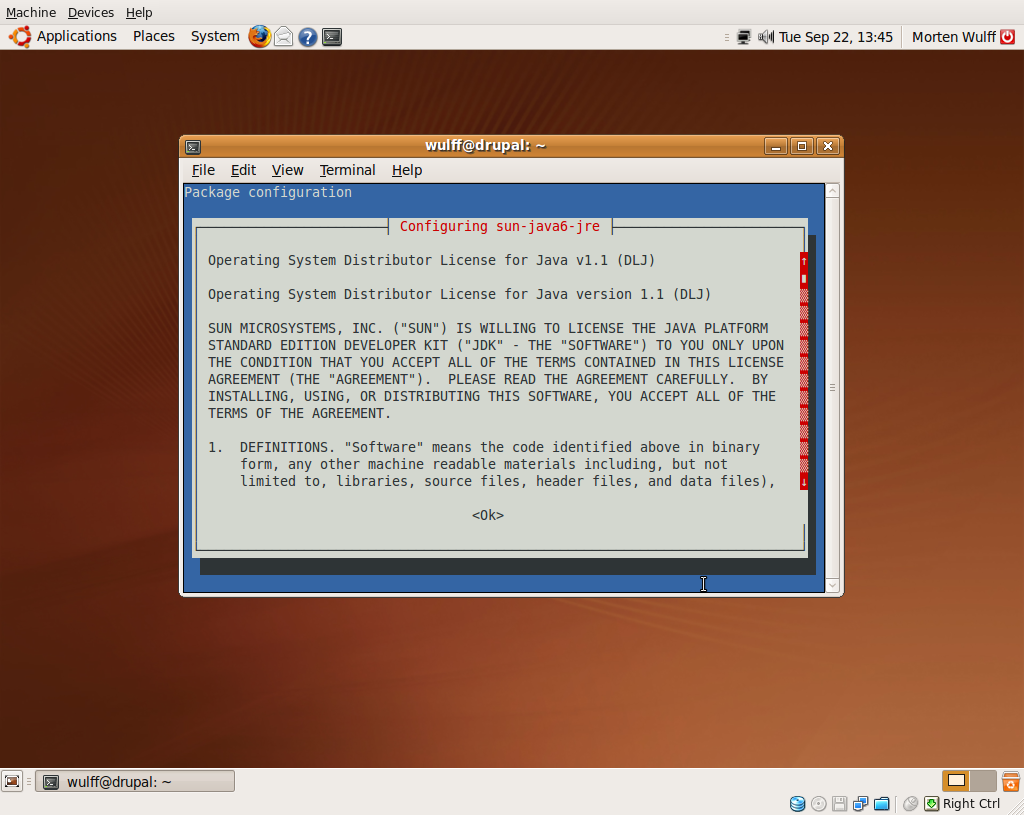 Machine Devices Help
Applications Places System Tue Sep 22, 13:45 Morten Wulff
wulff@drupal: ~
File Edit View Terminal Help
Package configuration
Configuring sun-java6-jre
Operating System Distributor License for Java v1.1 (DLJ)
Operating System Distributor License for Java version 1.1 (DLJ)
SUN MICROSYSTEMS, INC. ("SUN") IS WILLING TO LICENSE THE JAVA PLATFORM
STANDARD EDITION DEVELOPER KIT ("JDK" - THE "SOFTWARE") TO YOU ONLY UPON
THE CONDITION THAT YOU ACCEPT ALL OF THE TERMS CONTAINED IN THIS LICENSE
AGREEMENT (THE "AGREEMENT").  PLEASE READ THE AGREEMENT CAREFULLY.  BY
INSTALLING, USING, OR DISTRIBUTING THIS SOFTWARE, YOU ACCEPT ALL OF THE
TERMS OF THE AGREEMENT.
1.  DEFINITIONS. "Software" means the code identified above in binary
form, any other machine readable materials including, but not
limited to, libraries, source files, header files, and data files),
<Ok>
wulff@drupal: ~
Right Ctrl